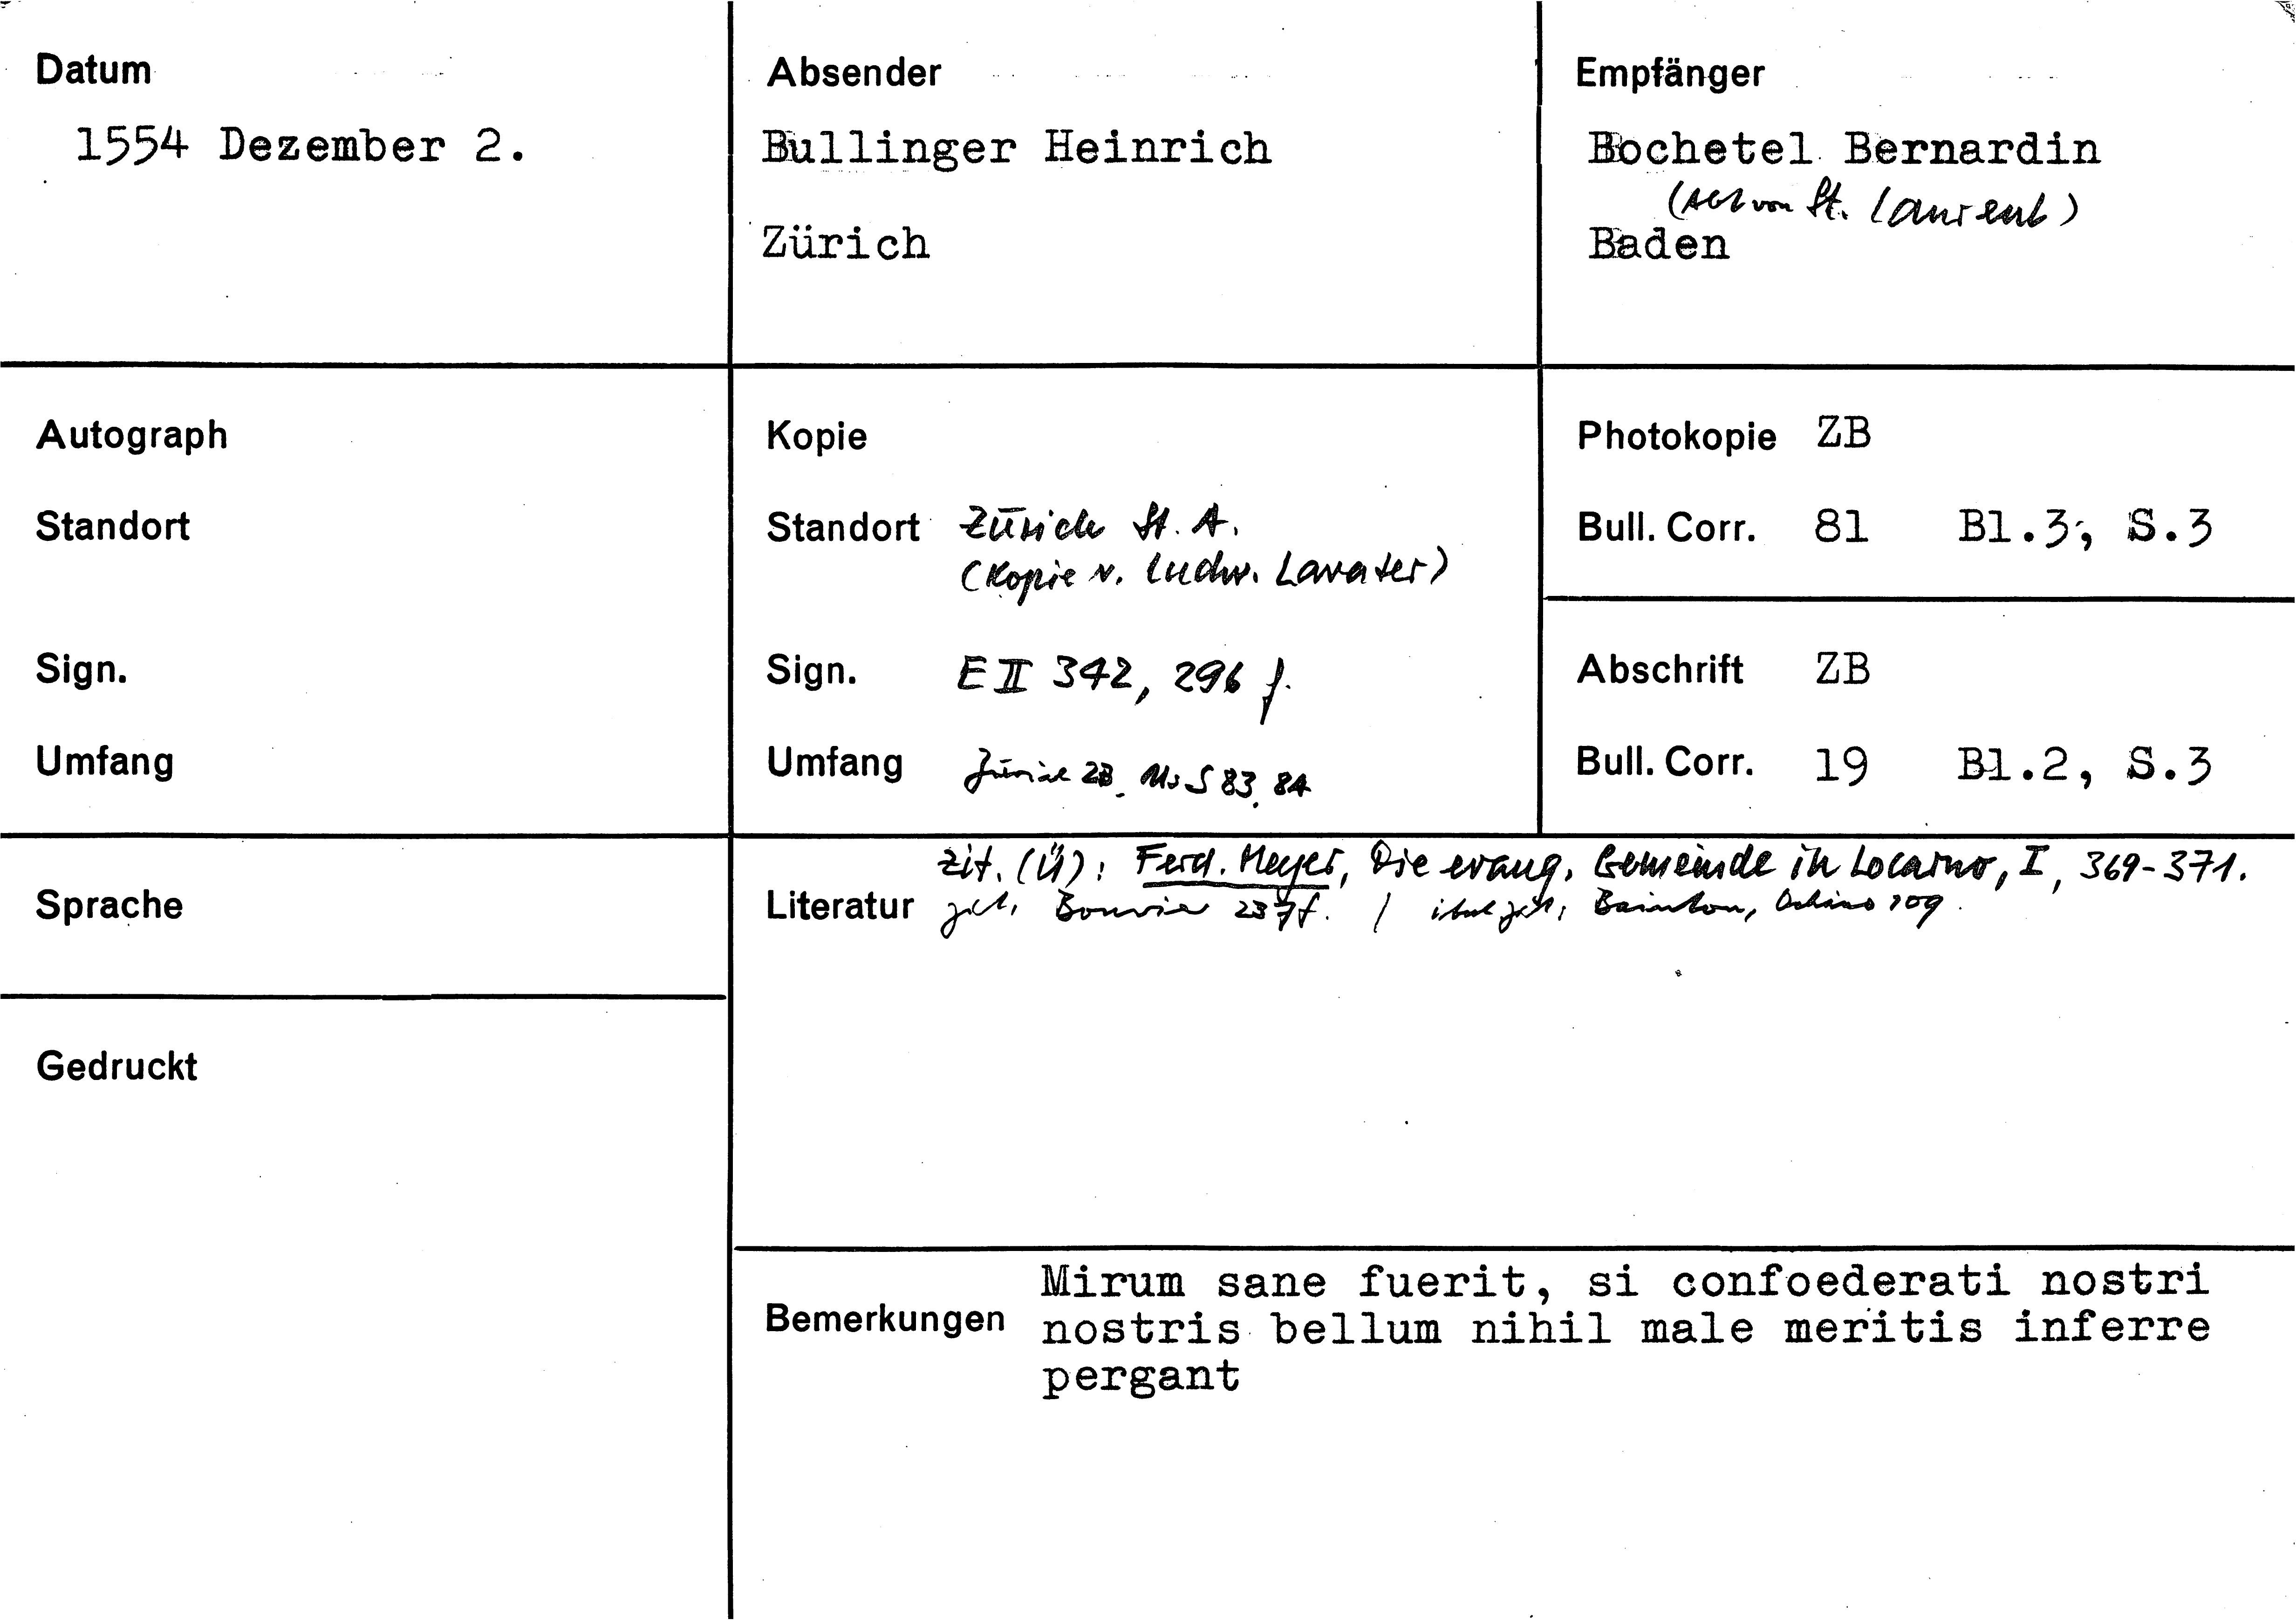 Datum
1554 Dezember 2.
Absender
Bullinger Heinrich
Zürich
Empfänger
Bochetel Bernardin
(Abt von St. Laurent)
Baden
Autograph
Standort
Sign.
Umfang
Kopie
Standort Zürich St. A.
(Kopie v. Ludw. Lavater)
Sign. E II 342, 296 f.
Umfang Zürich ZB Ms S 83, 84
Photokopie ZB
Bull. Corr. 81 Bl.3, S.3
Abschrift ZB
Bull. Corr. 19 Bl.2, S.3
Sprache
Gedruckt
zit. (Ü): Ferd. Meyer, Die evang. Gemeinde in Locarno, I, 369-371.
Literatur Bouvier 237f. / Bainton, Ochino 109.
Bemerkungen
Mirum sane fuerit, si confoederati nostri
nostris bellum nihil male meritis inferre
pergant